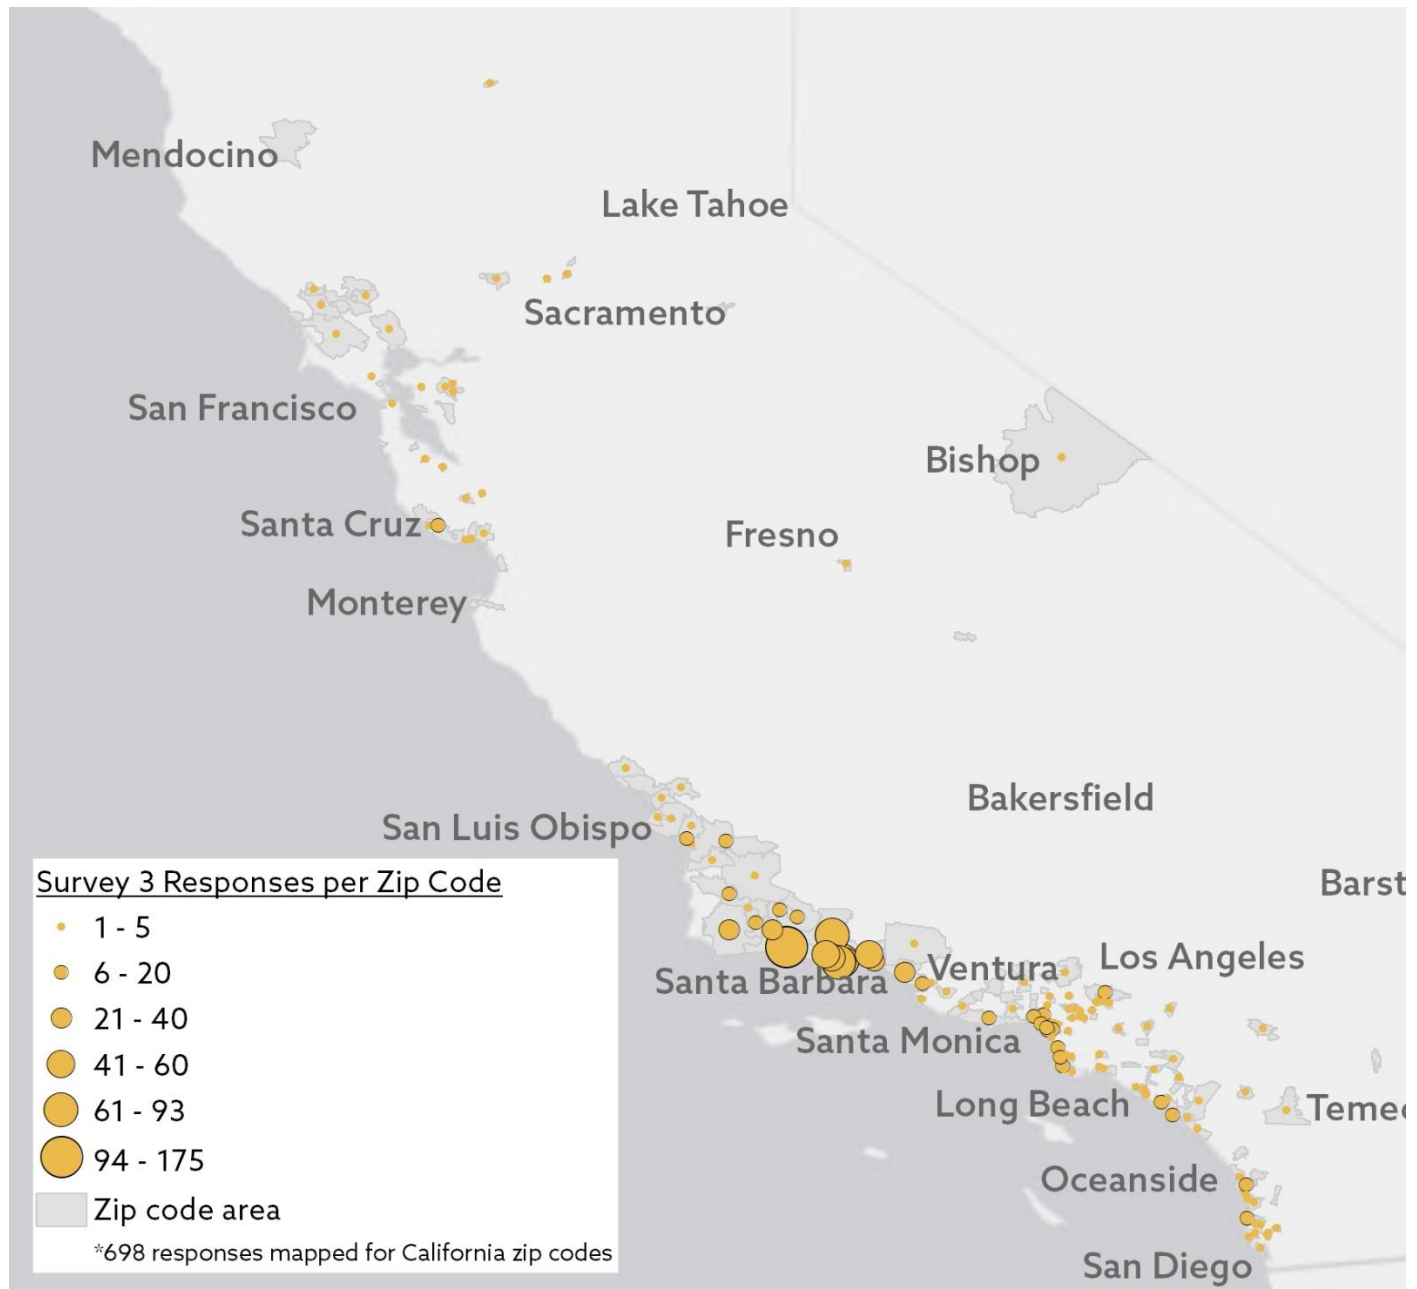 Mendocino
Lake Tahoe
Sacramento
San Francisco
Bishop
Santa Cruz
Fresno
Monterey
Bakersfield
San Luis Obispo
Barst
Los Angeles
Ventura
Santa Barbara
Santa Monica
Long Beach
Temec
Oceanside
San Diego
Survey 3 Responses per Zip Code
1 - 5
6 - 20
21 - 40
41 - 60
61 - 93
94 - 175
Zip code area
*698 responses mapped for California zip codes